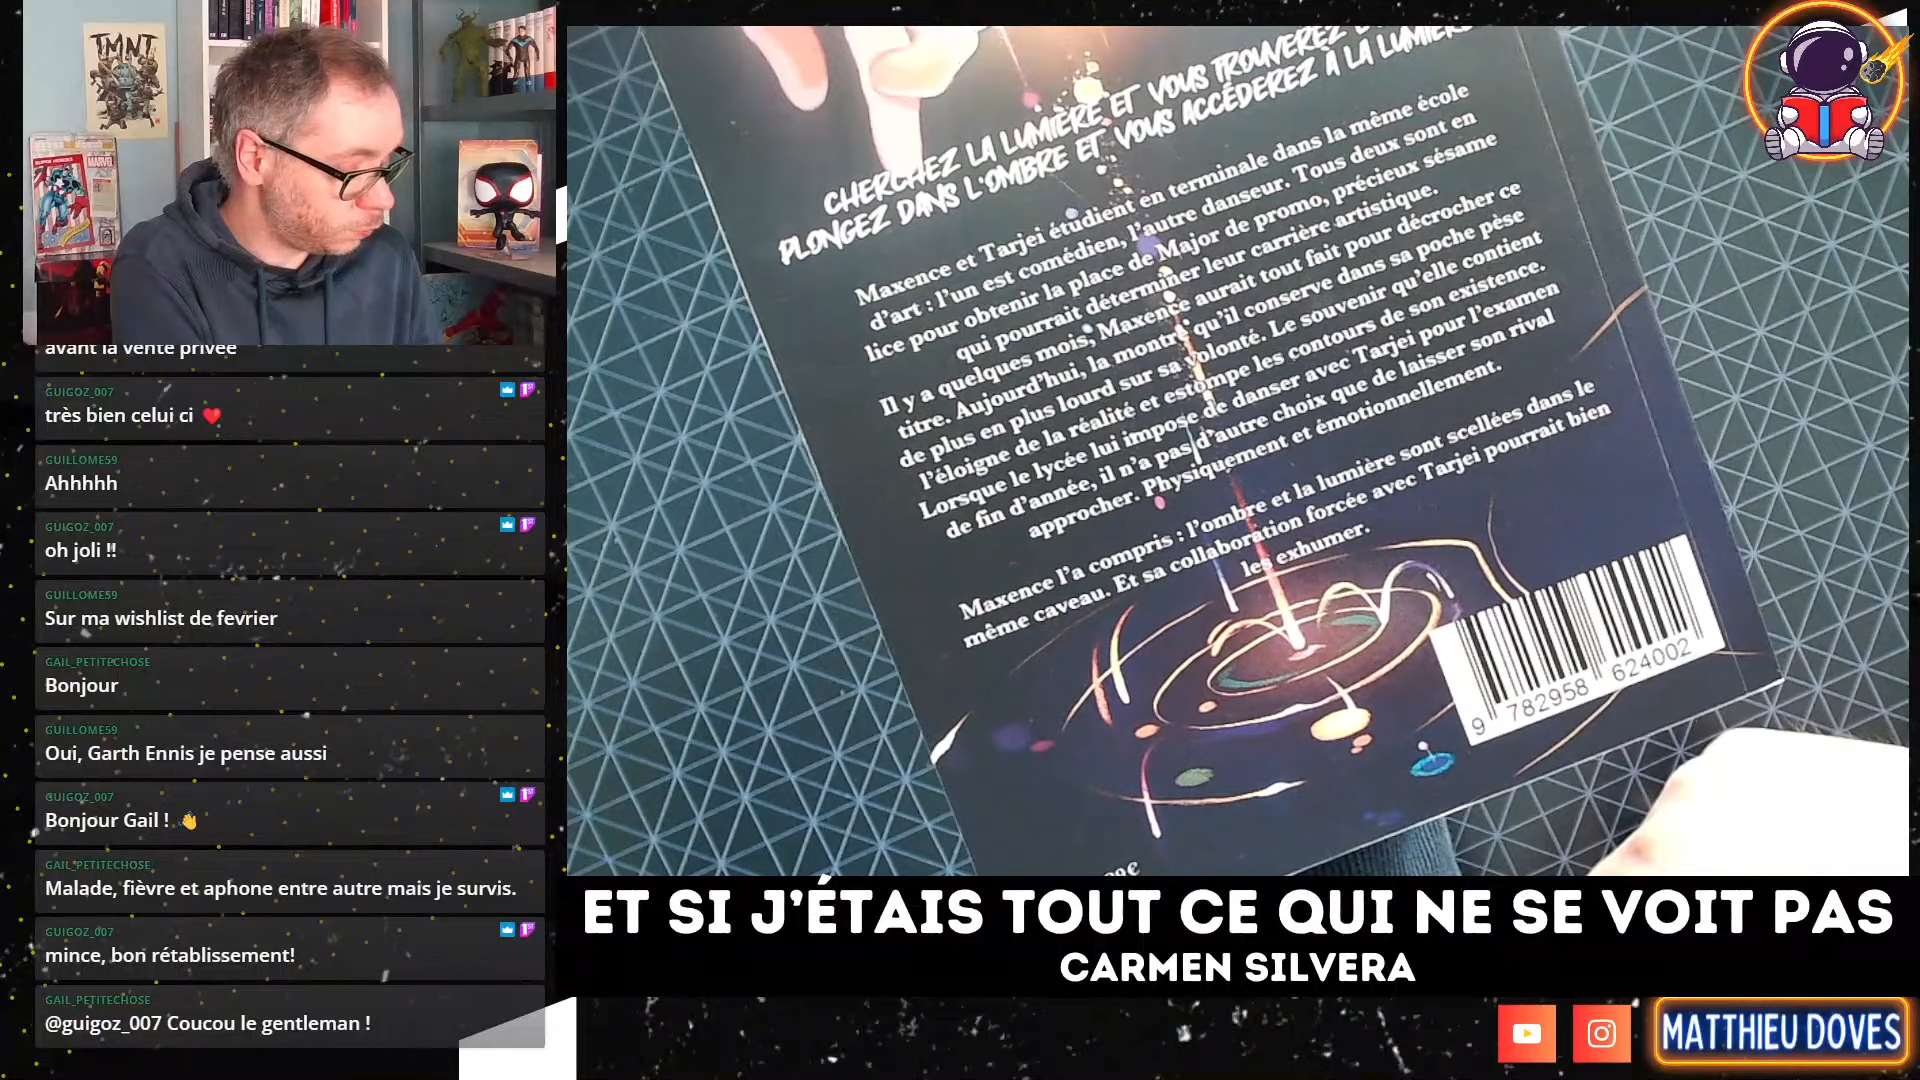 TMNT
MARVEL
avant la vente privée
GUIGOZ_007
très bien celui ci ❤️
GUILLOME59
Ahhhhh
GUIGOZ_007
oh joli !!
GUILLOME59
Sur ma wishlist de fevrier
GAIL_PETITECHOSE
Bonjour
GUILLOME59
Oui, Garth Ennis je pense aussi
GUIGOZ_007
Bonjour Gail ! 👋
GAIL_PETITECHOSE
Malade, fièvre et aphone entre autre mais je survis.
GUIGOZ_007
mince, bon rétablissement!
GAIL_PETITECHOSE
@guigoz_007 Coucou le gentleman !
CHERCHEZ LA LUMIÈRE ET VOUS TROUVEREZ
PLONGEZ DANS L'OMBRE ET VOUS ACCÉDEREZ À LA LUMIÈRE
Maxence et Tarjei étudient en terminale dans la même école
d'art : l'un est comédien, l'autre danseur. Tous deux sont en
lice pour obtenir la place de Major de promo, précieux sésame
qui pourrait déterminer leur carrière artistique.
Il y a quelques mois, Maxence aurait tout fait pour décrocher ce
titre. Aujourd'hui, la montre qu'il conserve dans sa poche pèse
de plus en plus lourd sur sa volonté. Le souvenir qu'elle contient
l'éloigne de la réalité et estompe les contours de son existence.
Lorsque le lycée lui impose de danser avec Tarjei pour l'examen
de fin d'année, il n'a pas d'autre choix que de laisser son rival
approcher. Physiquement et émotionnellement.
Maxence l'a compris : l'ombre et la lumière sont scellées dans le
même caveau. Et sa collaboration forcée avec Tarjei pourrait bien
les exhumer.
9 782958 624002
ET SI J'ÉTAIS TOUT CE QUI NE SE VOIT PAS
CARMEN SILVERA
MATTHIEU DOVES